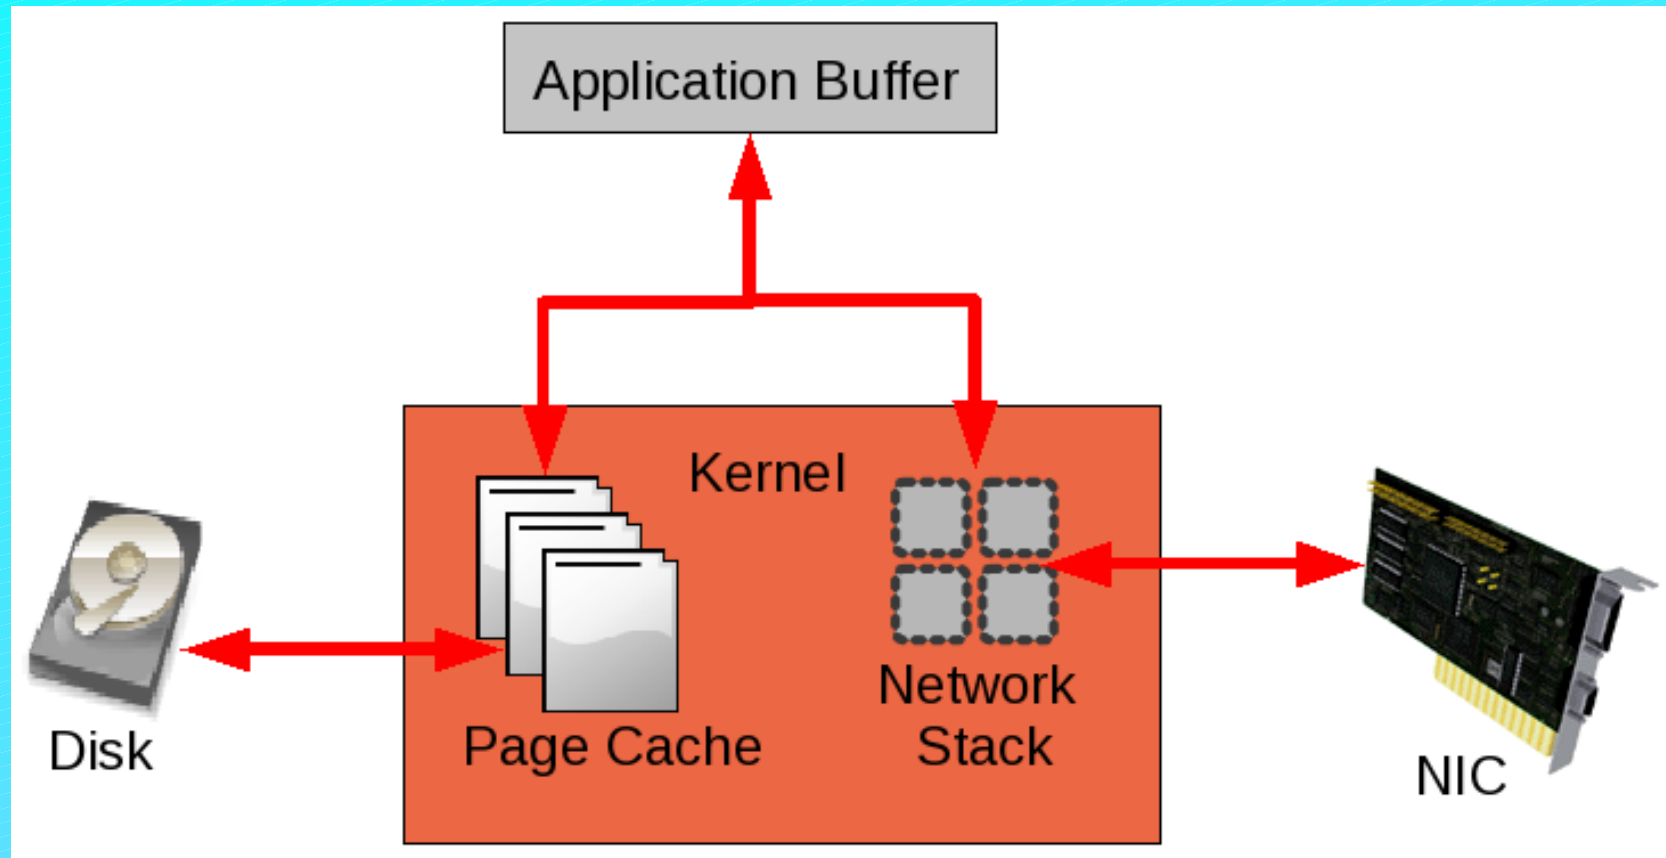 Application Buffer
Kernel
Network
Stack
Page Cache
Disk
NIC